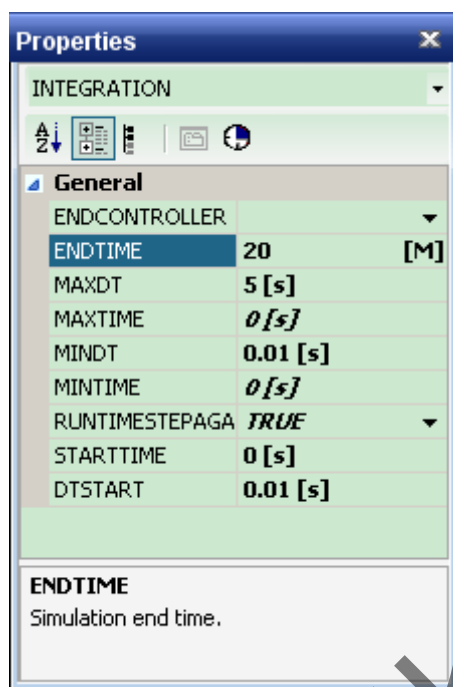 Properties
INTEGRATION
General
ENDCONTROLLER
ENDTIME 20 [M]
MAXDT 5 [s]
MAXTIME 0 [s]
MINDT 0.01 [s]
MINTIME 0 [s]
RUNTIMESTEPAGA TRUE
STARTTIME 0 [s]
DTSTART 0.01 [s]
ENDTIME
Simulation end time.